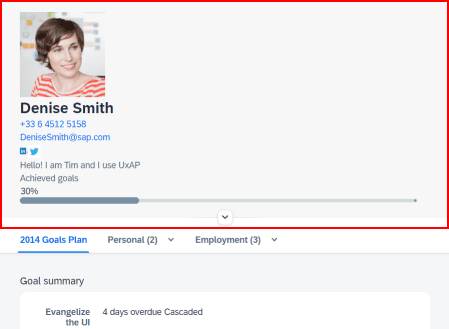 Denise Smith
+33 6 4512 5158
DeniseSmith@sap.com
Hello! I am Tim and I use UxAP
Achieved goals
30%
2014 Goals Plan Personal (2) Employment (3)
Goal summary
Evangelize the UI
4 days overdue Cascaded